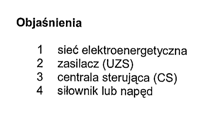 Objaśnienia
1 sieć elektroenergetyczna
2 zasilacz (UZS)
3 centrala sterująca (CS)
4 siłownik lub napęd